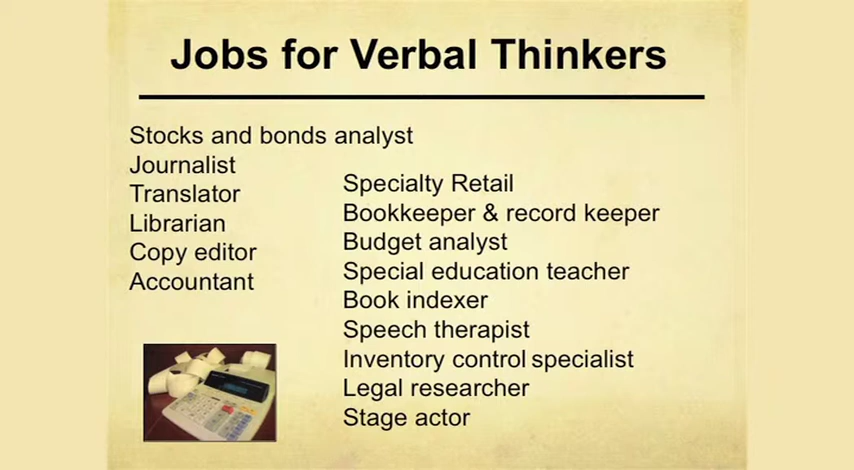 Jobs for Verbal Thinkers
Stocks and bonds analyst
Journalist
Translator
Librarian
Copy editor
Accountant
Specialty Retail
Bookkeeper & record keeper
Budget analyst
Special education teacher
Book indexer
Speech therapist
Inventory control specialist
Legal researcher
Stage actor